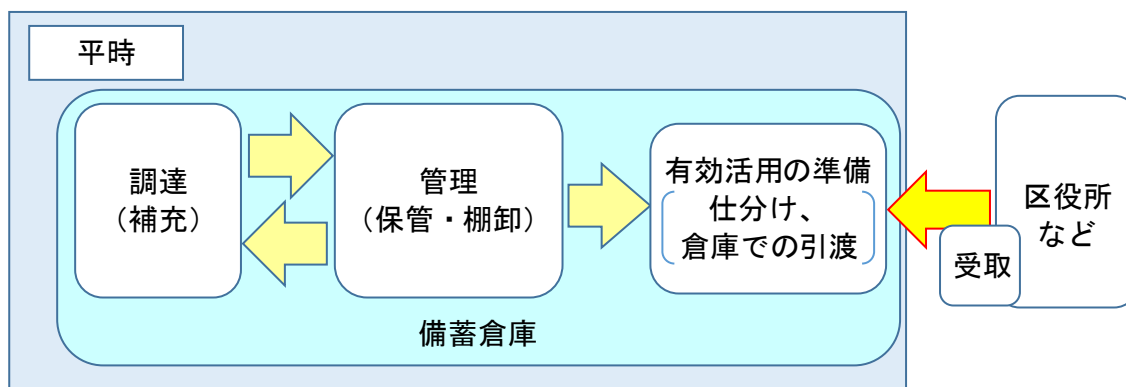 平時
調達
（補充）
管理
（保管・棚卸）
有効活用の準備
仕分け、
倉庫での引渡
区役所
など
受取
備蓄倉庫